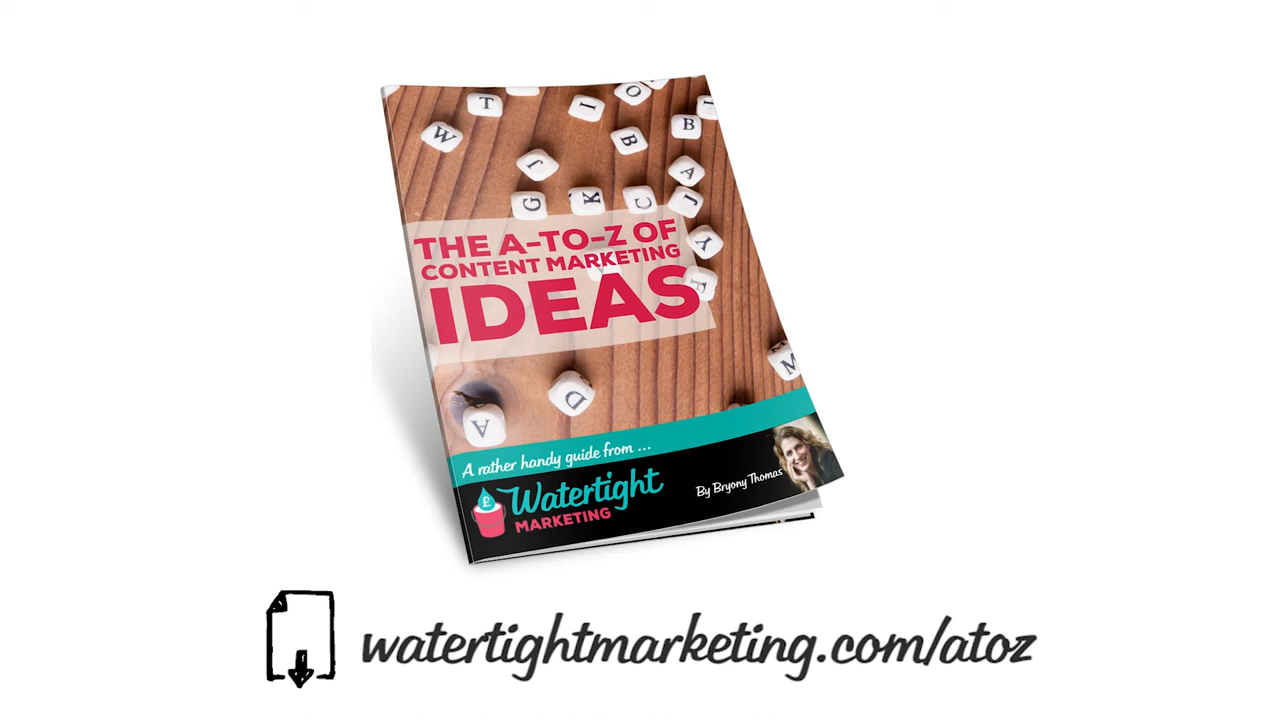 T
I
O
I
W
B
B
J
A
G
K
C
J
Y
THE A-TO-Z OF
CONTENT MARKETING
IDEAS
M
D
A
A rather handy guide from ...
£
Watertight
MARKETING
By Bryony Thomas
watertightmarketing.com/atoz